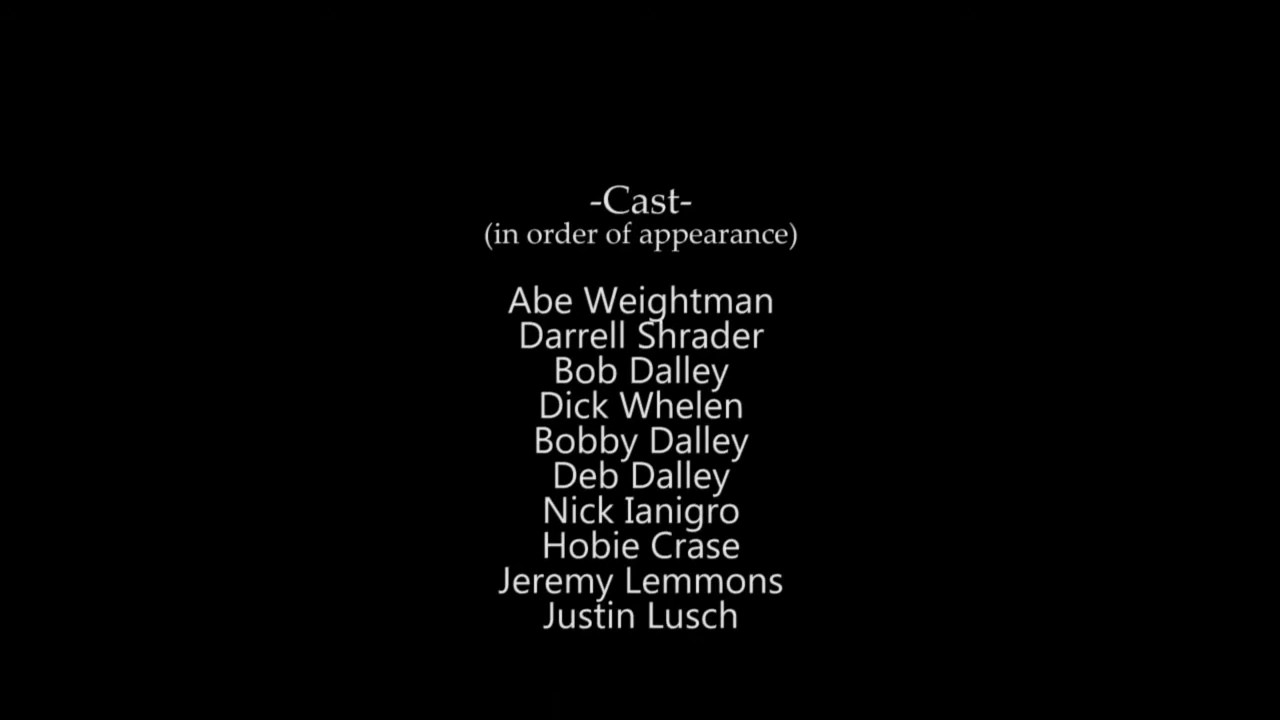 -Cast-
(in order of appearance)
Abe Weightman
Darrell Shrader
Bob Dalley
Dick Whelen
Bobby Dalley
Deb Dalley
Nick Ianigro
Hobie Crase
Jeremy Lemmons
Justin Lusch